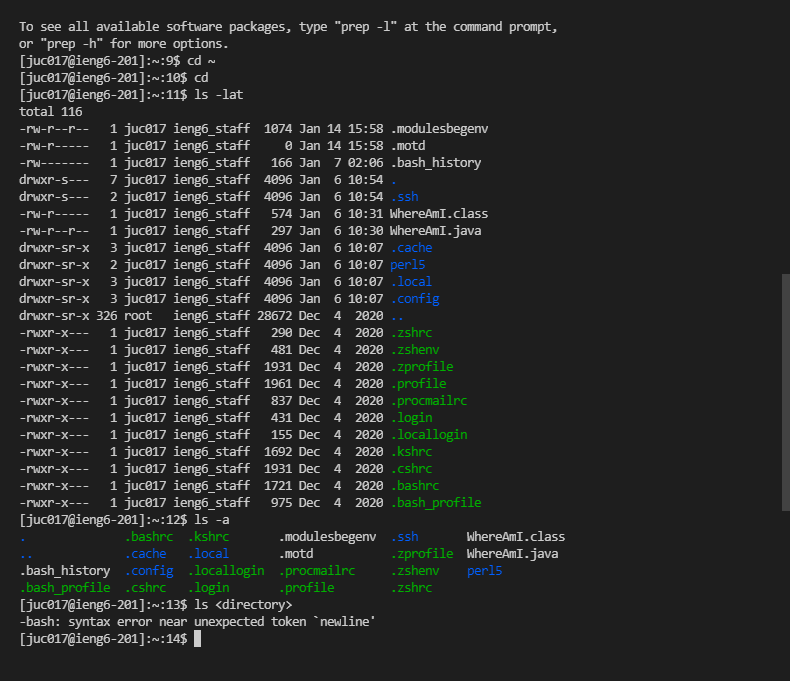 To see all available software packages, type "prep -l" at the command prompt,
or "prep -h" for more options.
[juc017@ieng6-201]:~:9$ cd ~
[juc017@ieng6-201]:~:10$ cd
[juc017@ieng6-201]:~:11$ ls -lat
total 116
-rw-r--r--   1 juc017 ieng6_staff  1074 Jan 14 15:58 .modulesbegenv
-rw-r-----   1 juc017 ieng6_staff     0 Jan 14 15:58 .motd
-rw-------   1 juc017 ieng6_staff   166 Jan  7 02:06 .bash_history
drwxr-s---   7 juc017 ieng6_staff  4096 Jan  6 10:54 .
drwxr-s---   2 juc017 ieng6_staff  4096 Jan  6 10:54 .ssh
-rw-r-----   1 juc017 ieng6_staff   574 Jan  6 10:31 WhereAmI.class
-rw-r--r--   1 juc017 ieng6_staff   297 Jan  6 10:30 WhereAmI.java
drwxr-sr-x   3 juc017 ieng6_staff  4096 Jan  6 10:07 .cache
drwxr-sr-x   2 juc017 ieng6_staff  4096 Jan  6 10:07 perl5
drwxr-sr-x   3 juc017 ieng6_staff  4096 Jan  6 10:07 .local
drwxr-sr-x   3 juc017 ieng6_staff  4096 Jan  6 10:07 .config
drwxr-sr-x 326 root   ieng6_staff 28672 Dec  4  2020 ..
-rwxr-x---   1 juc017 ieng6_staff   290 Dec  4  2020 .zshrc
-rwxr-x---   1 juc017 ieng6_staff   481 Dec  4  2020 .zshenv
-rwxr-x---   1 juc017 ieng6_staff  1931 Dec  4  2020 .zprofile
-rwxr-x---   1 juc017 ieng6_staff  1961 Dec  4  2020 .profile
-rwxr-x---   1 juc017 ieng6_staff   837 Dec  4  2020 .procmailrc
-rwxr-x---   1 juc017 ieng6_staff   431 Dec  4  2020 .login
-rwxr-x---   1 juc017 ieng6_staff   155 Dec  4  2020 .locallogin
-rwxr-x---   1 juc017 ieng6_staff  1692 Dec  4  2020 .kshrc
-rwxr-x---   1 juc017 ieng6_staff  1931 Dec  4  2020 .cshrc
-rwxr-x---   1 juc017 ieng6_staff  1721 Dec  4  2020 .bashrc
-rwxr-x---   1 juc017 ieng6_staff   975 Dec  4  2020 .bash_profile
[juc017@ieng6-201]:~:12$ ls -a
.              .bashrc  .kshrc       .modulesbegenv  .ssh       WhereAmI.class
..             .cache   .local       .motd           .zprofile  WhereAmI.java
.bash_history  .config  .locallogin  .procmailrc     .zshenv    perl5
.bash_profile  .cshrc   .login       .profile        .zshrc
[juc017@ieng6-201]:~:13$ ls <directory>
-bash: syntax error near unexpected token `newline'
[juc017@ieng6-201]:~:14$